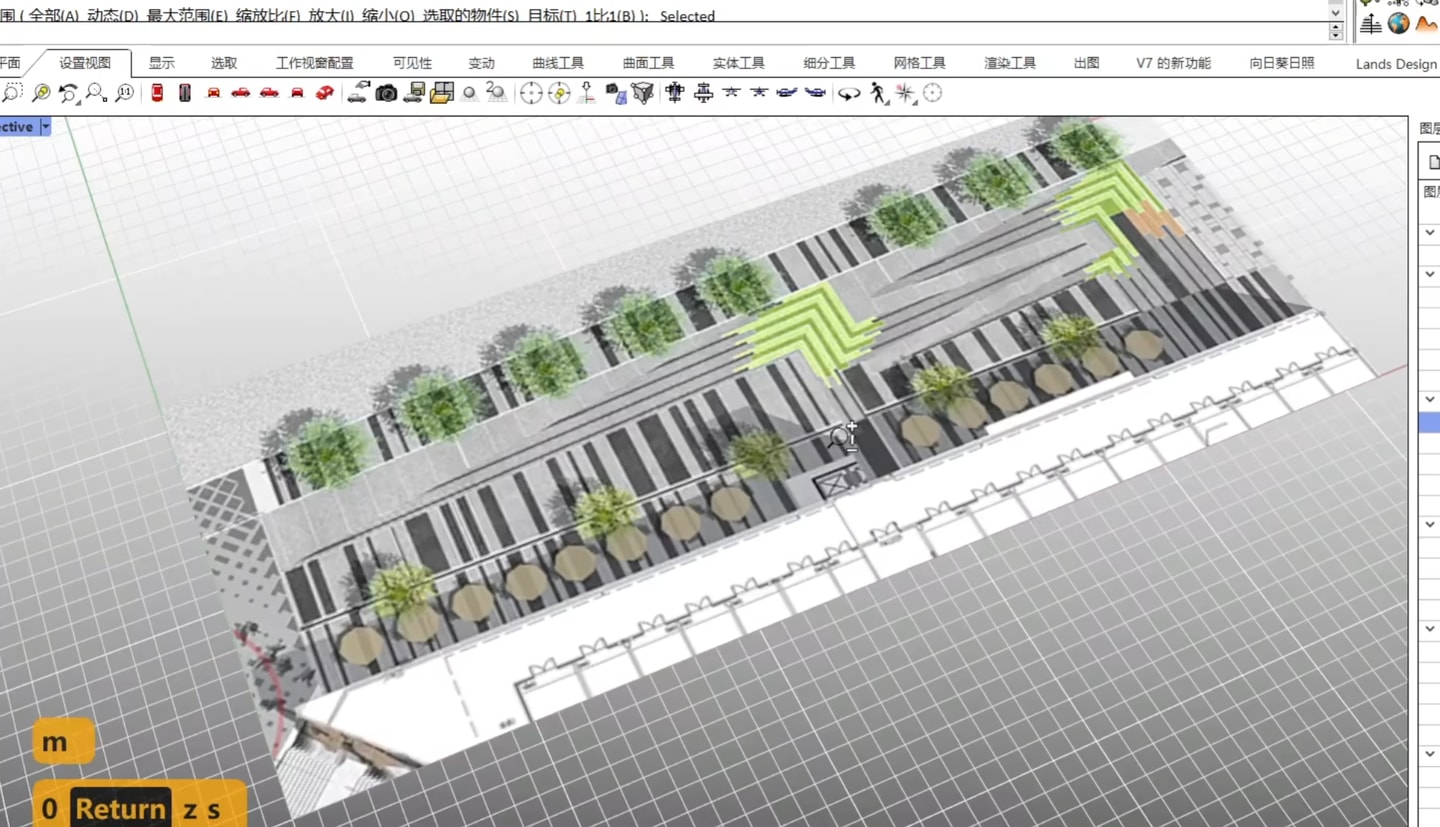 围 ( 全部(A) 动态(D) 最大范围(E) 缩放比(F) 放大(I) 缩小(O) 选取的物件(S) 目标(T) 1比1(B) ): Selected
平面 设置视图 显示 选取 工作视窗配置 可见性 变动 曲线工具 曲面工具 实体工具 细分工具 网格工具 渲染工具 出图 V7 的新功能 向日葵日照 Lands Design
ective
图层
图层
m
0 Return z s